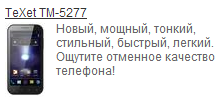 TeXet TM-5277
Новый, мощный, тонкий,
стильный, быстрый, легкий.
Ощутите отменное качество
телефона!